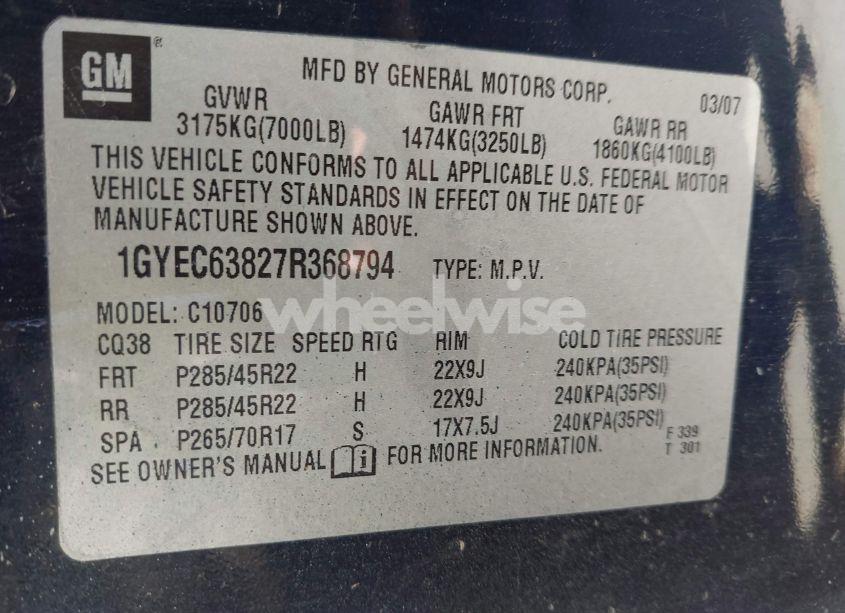 GM ®
MFD BY GENERAL MOTORS CORP. 03/07
GVWR GAWR FRT GAWR RR
3175KG(7000LB) 1474KG(3250LB) 1860KG(4100LB)
THIS VEHICLE CONFORMS TO ALL APPLICABLE U.S. FEDERAL MOTOR
VEHICLE SAFETY STANDARDS IN EFFECT ON THE DATE OF
MANUFACTURE SHOWN ABOVE.
1GYEC63827R368794 TYPE: M.P.V.
MODEL: C10706
wheelwise
CQ38 TIRE SIZE SPEED RTG RIM COLD TIRE PRESSURE
FRT P285/45R22 H 22X9J 240KPA(35PSI)
RR P285/45R22 H 22X9J 240KPA(35PSI)
SPA P265/70R17 S 17X7.5J 240KPA(35PSI)
SEE OWNER'S MANUAL i FOR MORE INFORMATION.
F 339
T 301